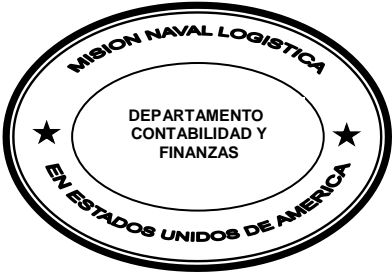 MISION NAVAL LOGISTICA
DEPARTAMENTO
CONTABILIDAD Y
FINANZAS
EN ESTADOS UNIDOS DE AMERICA